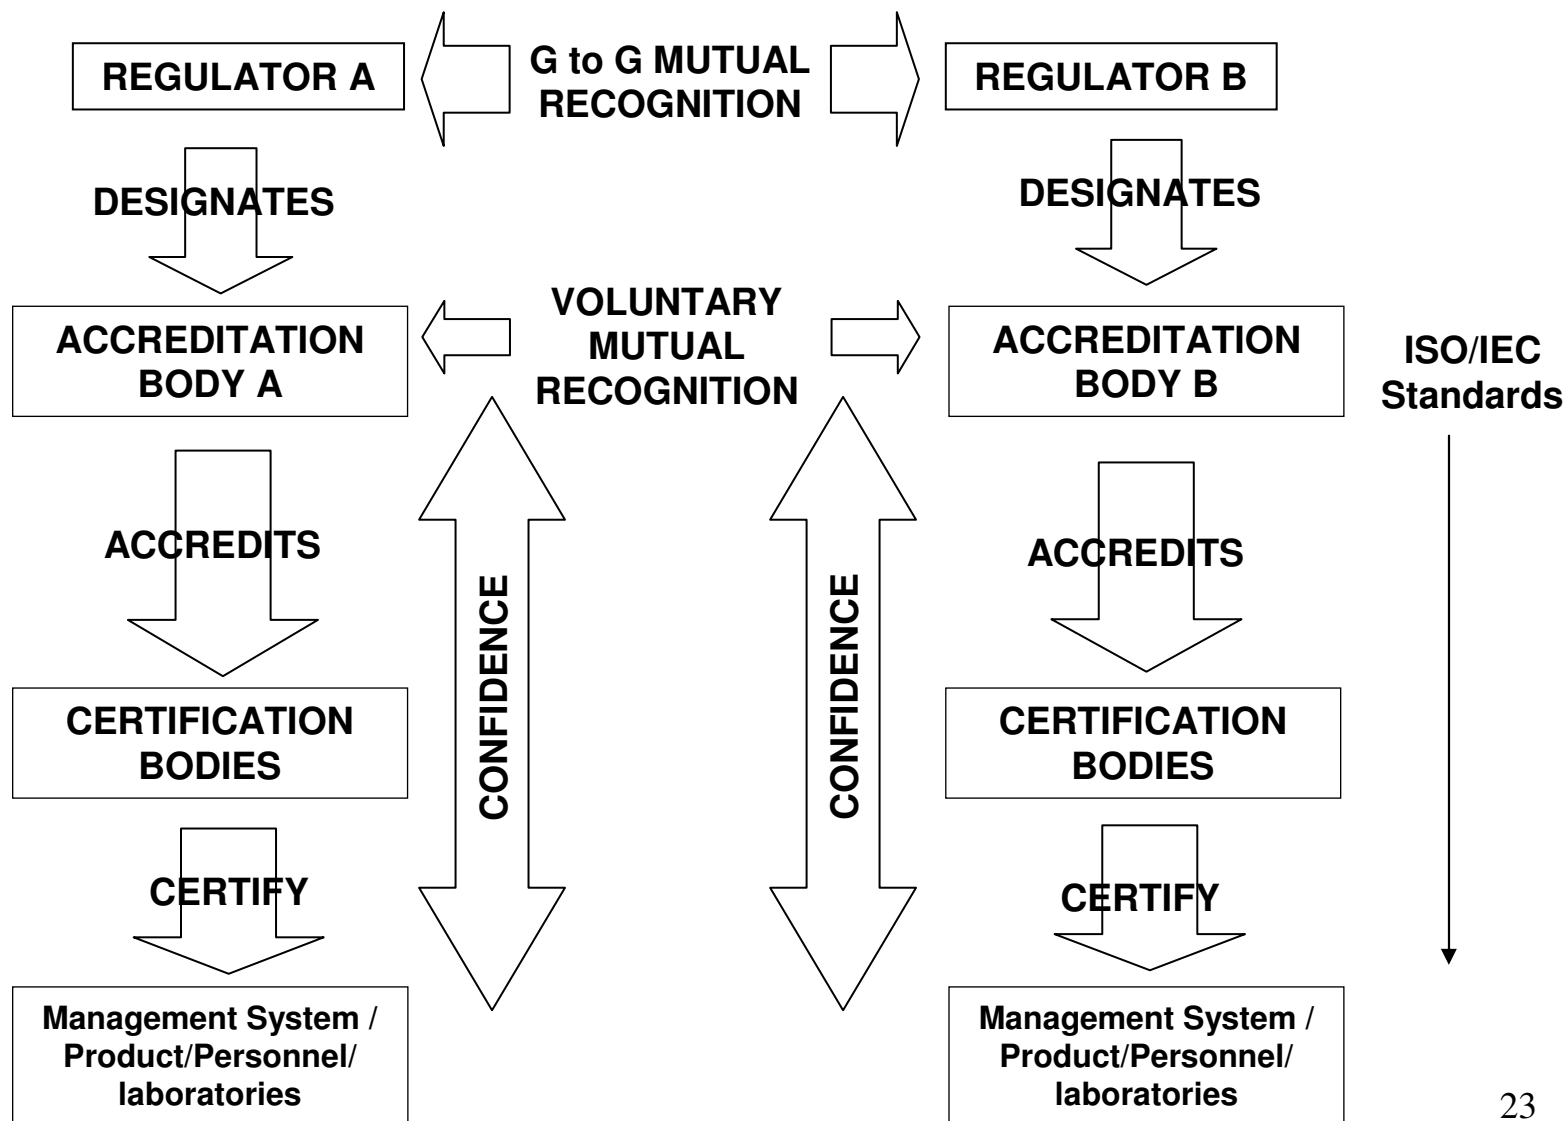 REGULATOR A
G to G MUTUAL
RECOGNITION
REGULATOR B
DESIGNATES
DESIGNATES
ACCREDITATION
BODY A
VOLUNTARY
MUTUAL
RECOGNITION
ACCREDITATION
BODY B
ISO/IEC
Standards
ACCREDITS
ACCREDITS
CONFIDENCE
CONFIDENCE
CERTIFICATION
BODIES
CERTIFICATION
BODIES
CERTIFY
CERTIFY
Management System /
Product/Personnel/
laboratories
Management System /
Product/Personnel/
laboratories
23